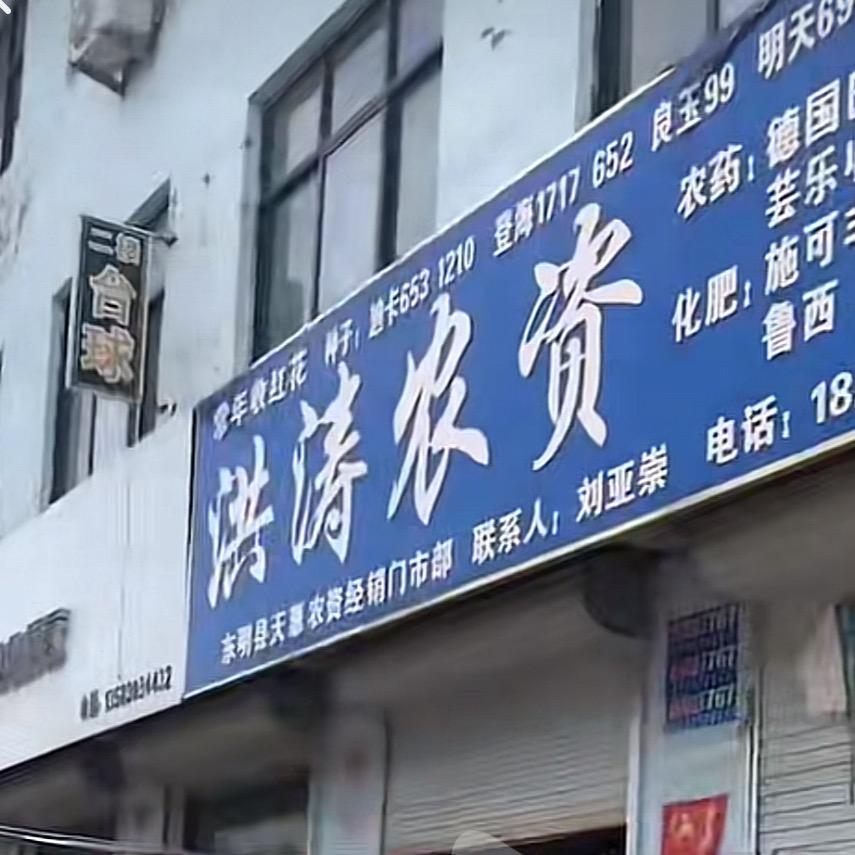 二楼
台球
常年收红花 种子：迪卡653 1210 登海1717 652 良玉99 明天69
洪涛农资
农药：德国
芸乐
化肥：施可丰
鲁西
东明县天惠农资经销门市部 联系人：刘亚崇 电话：18